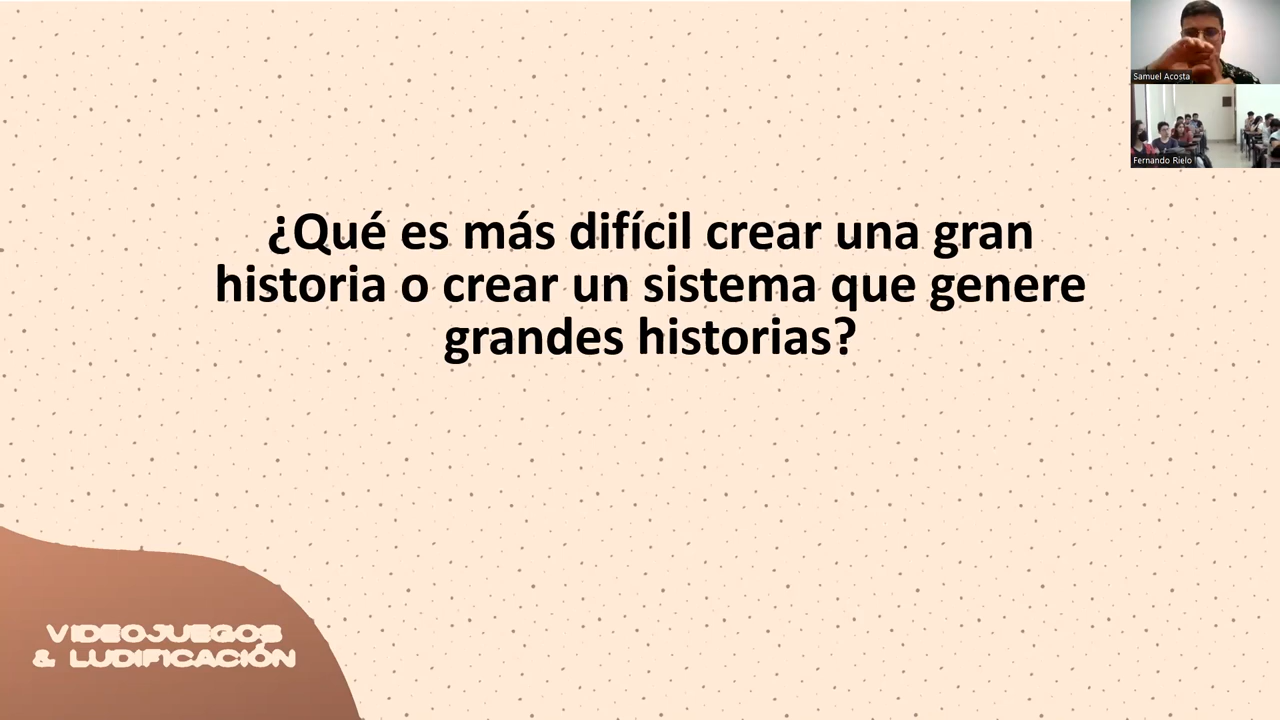 Samuel Acosta
Fernando Rielo
¿Qué es más difícil crear una gran
historia o crear un sistema que genere
grandes historias?
VIDEOJUEGOS
& LUDIFICACIÓN